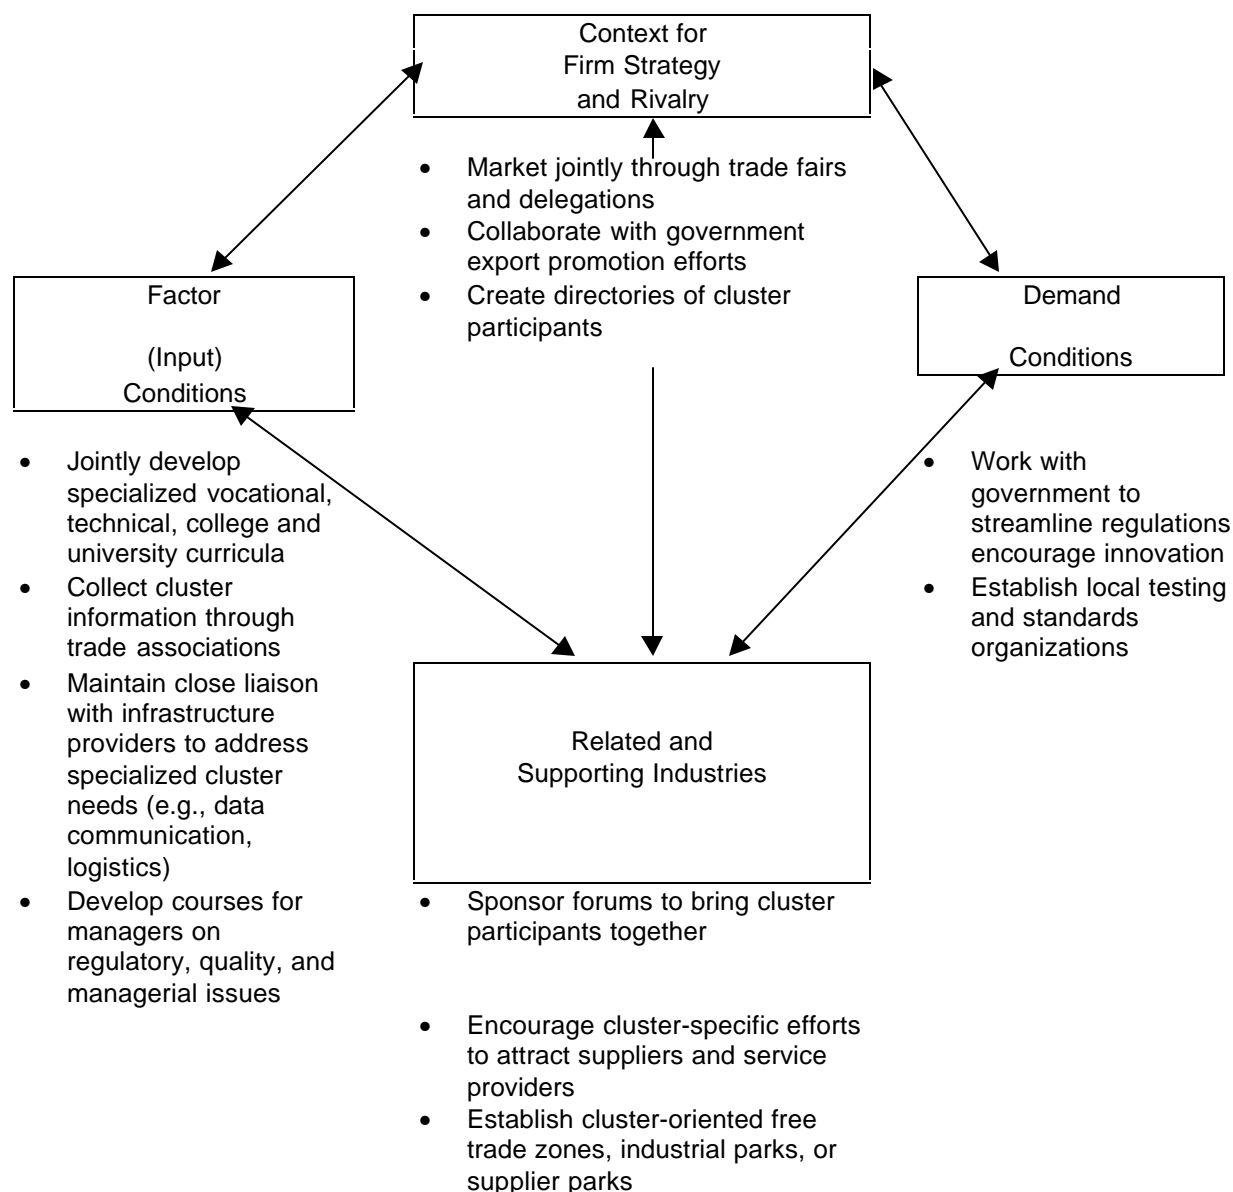 Context for
Firm Strategy
and Rivalry
• Market jointly through trade fairs
and delegations
• Collaborate with government
export promotion efforts
• Create directories of cluster
participants
Factor
(Input)
Conditions
Demand
Conditions
• Jointly develop
specialized vocational,
technical, college and
university curricula
• Collect cluster
information through
trade associations
• Maintain close liaison
with infrastructure
providers to address
specialized cluster
needs (e.g., data
communication,
logistics)
• Develop courses for
managers on
regulatory, quality, and
managerial issues
• Work with
government to
streamline regulations
encourage innovation
• Establish local testing
and standards
organizations
Related and
Supporting Industries
• Sponsor forums to bring cluster
participants together
• Encourage cluster-specific efforts
to attract suppliers and service
providers
• Establish cluster-oriented free
trade zones, industrial parks, or
supplier parks